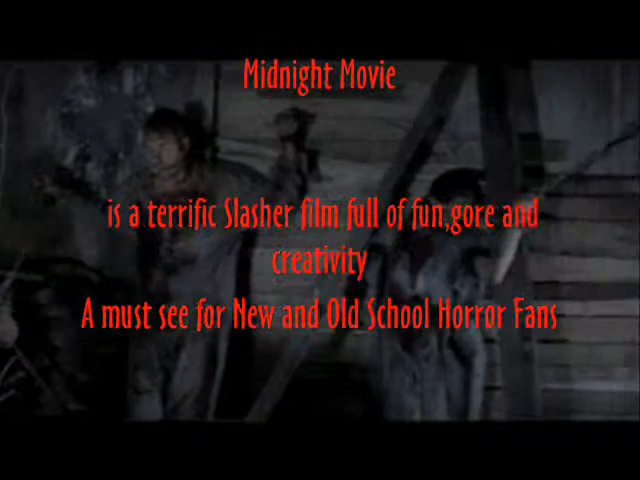 Midnight Movie
is a terrific Slasher film full of fun,gore and
creativity
A must see for New and Old School Horror Fans